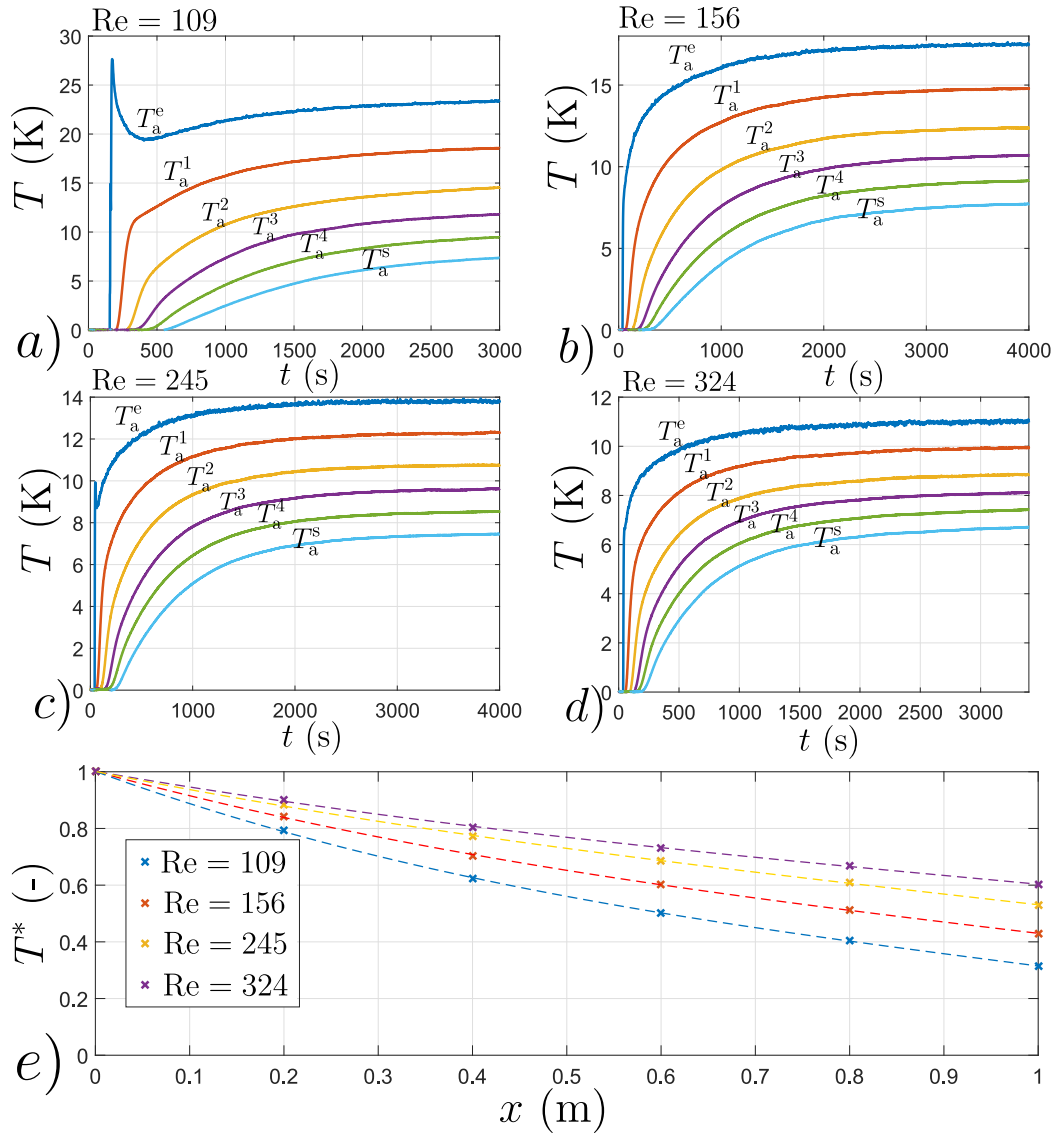 Re = 109
T (K)
30
25
20
15
10
5
0
T_a^e
T_a^1
T_a^2
T_a^3
T_a^4
T_a^s
0 500 1000 1500 2000 2500 3000
t (s)
a)
Re = 156
T (K)
15
10
5
0
T_a^e
T_a^1
T_a^2
T_a^3
T_a^4
T_a^s
0 1000 2000 3000 4000
t (s)
b)
Re = 245
T (K)
14
12
10
8
6
4
2
0
T_a^e
T_a^1
T_a^2
T_a^3
T_a^4
T_a^s
0 1000 2000 3000 4000
t (s)
c)
Re = 324
T (K)
12
10
8
6
4
2
0
T_a^e
T_a^1
T_a^2
T_a^3
T_a^4
T_a^s
0 500 1000 1500 2000 2500 3000
t (s)
d)
T* (-)
1
0.8
0.6
0.4
0.2
0
Re = 109
Re = 156
Re = 245
Re = 324
0 0.1 0.2 0.3 0.4 0.5 0.6 0.7 0.8 0.9 1
x (m)
e)